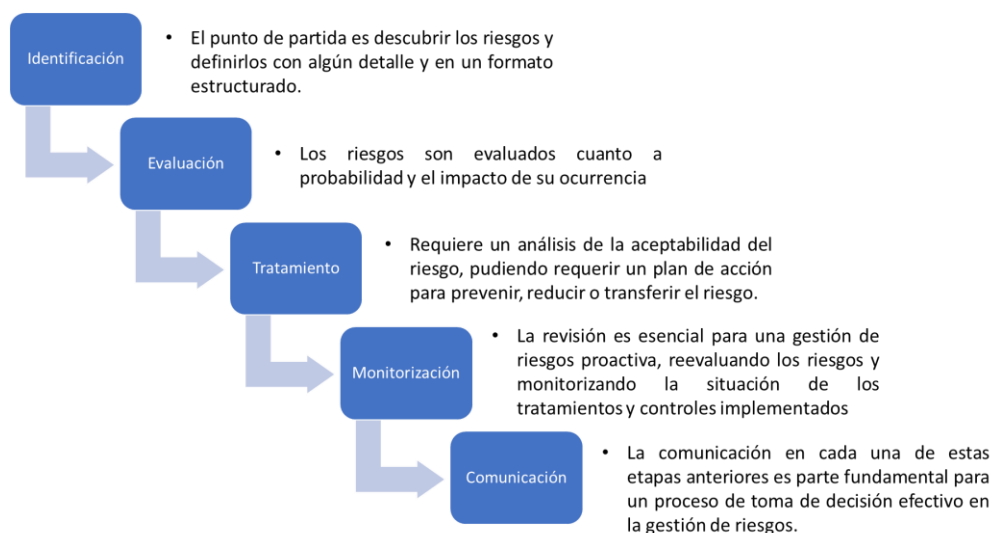 Identificación
• El punto de partida es descubrir los riesgos y
definirlos con algún detalle y en un formato
estructurado.
Evaluación
• Los riesgos son evaluados cuanto a
probabilidad y el impacto de su ocurrencia
Tratamiento
• Requiere un análisis de la aceptabilidad del
riesgo, pudiendo requerir un plan de acción
para prevenir, reducir o transferir el riesgo.
Monitorización
• La revisión es esencial para una gestión de
riesgos proactiva, reevaluando los riesgos y
monitorizando la situación de los
tratamientos y controles implementados
Comunicación
• La comunicación en cada una de estas
etapas anteriores es parte fundamental para
un proceso de toma de decisión efectivo en
la gestión de riesgos.